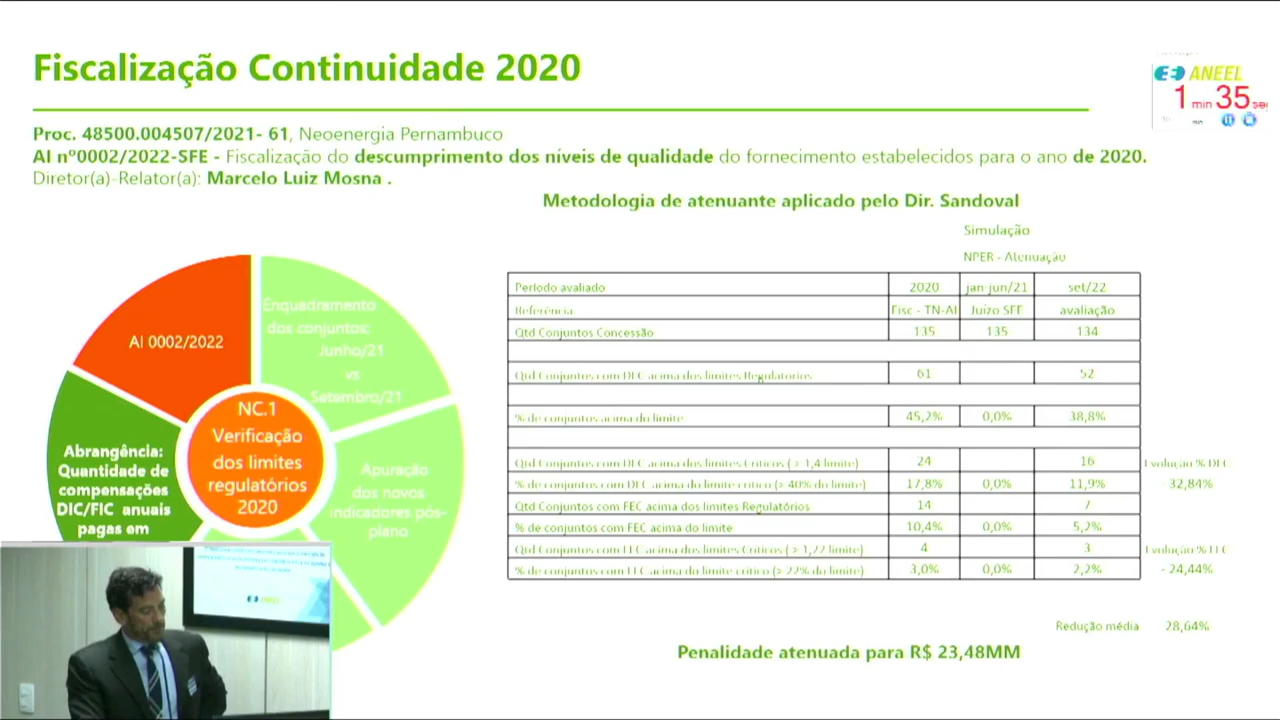 Fiscalização Continuidade 2020
ANEEL
1 min 35 seg
min
Proc. 48500.004507/2021- 61, Neoenergia Pernambuco
AI nº0002/2022-SFE - Fiscalização do descumprimento dos níveis de qualidade do fornecimento estabelecidos para o ano de 2020.
Diretor(a)-Relator(a): Marcelo Luiz Mosna .
Metodologia de atenuante aplicado pelo Dir. Sandoval
Simulação
NPER - Atenuação
AI 0002/2022
Enquadramento
dos conjuntos:
Junho/21
vs
Setembro/21
NC.1
Verificação
dos limites
regulatórios
2020
Abrangência:
Quantidade de
compensações
DIC/FIC anuais
pagas em
Apuração
dos novos
indicadores pós-
plano
Período avaliado 2020 jan-jun/21 set/22
Referência Fisc - TN-AI Juízo SFE avaliação
Qtd Conjuntos Concessão 135 135 134
Qtd Conjuntos com DEC acima dos limites Regulatórios 61 52
% de conjuntos acima do limite 45,2% 0,0% 38,8%
Qtd Conjuntos com DEC acima dos limites Críticos (> 1,4 limite) 24 16 Evolução % DEC
% de conjuntos com DEC acima do limite crítico (> 40% do limite) 17,8% 0,0% 11,9% - 32,84%
Qtd Conjuntos com FEC acima dos limites Regulatórios 14 7
% de conjuntos com FEC acima do limite 10,4% 0,0% 5,2%
Qtd Conjuntos com FEC acima dos limites Críticos (> 1,22 limite) 4 3 Evolução % FEC
% de conjuntos com FEC acima do limite crítico (> 22% do limite) 3,0% 0,0% 2,2% - 24,44%
Redução média 28,64%
Penalidade atenuada para R$ 23,48MM
ANEEL